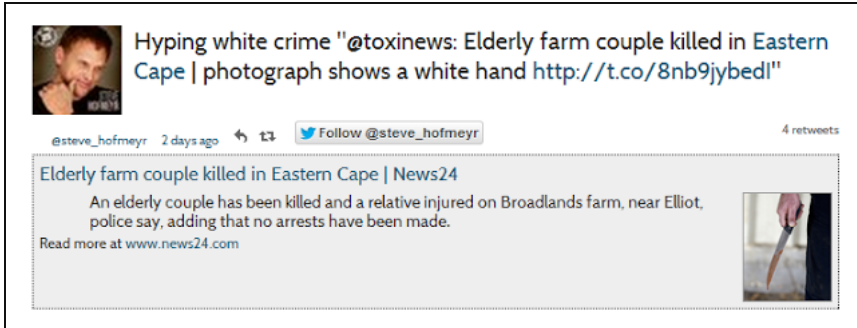 Hyping white crime "@toxinews: Elderly farm couple killed in Eastern
Cape | photograph shows a white hand http://t.co/8nb9jybedI"
@steve_hofmeyr 2 days ago Follow @steve_hofmeyr 4 retweets
Elderly farm couple killed in Eastern Cape | News24
An elderly couple has been killed and a relative injured on Broadlands farm, near Elliot,
police say, adding that no arrests have been made.
Read more at www.news24.com